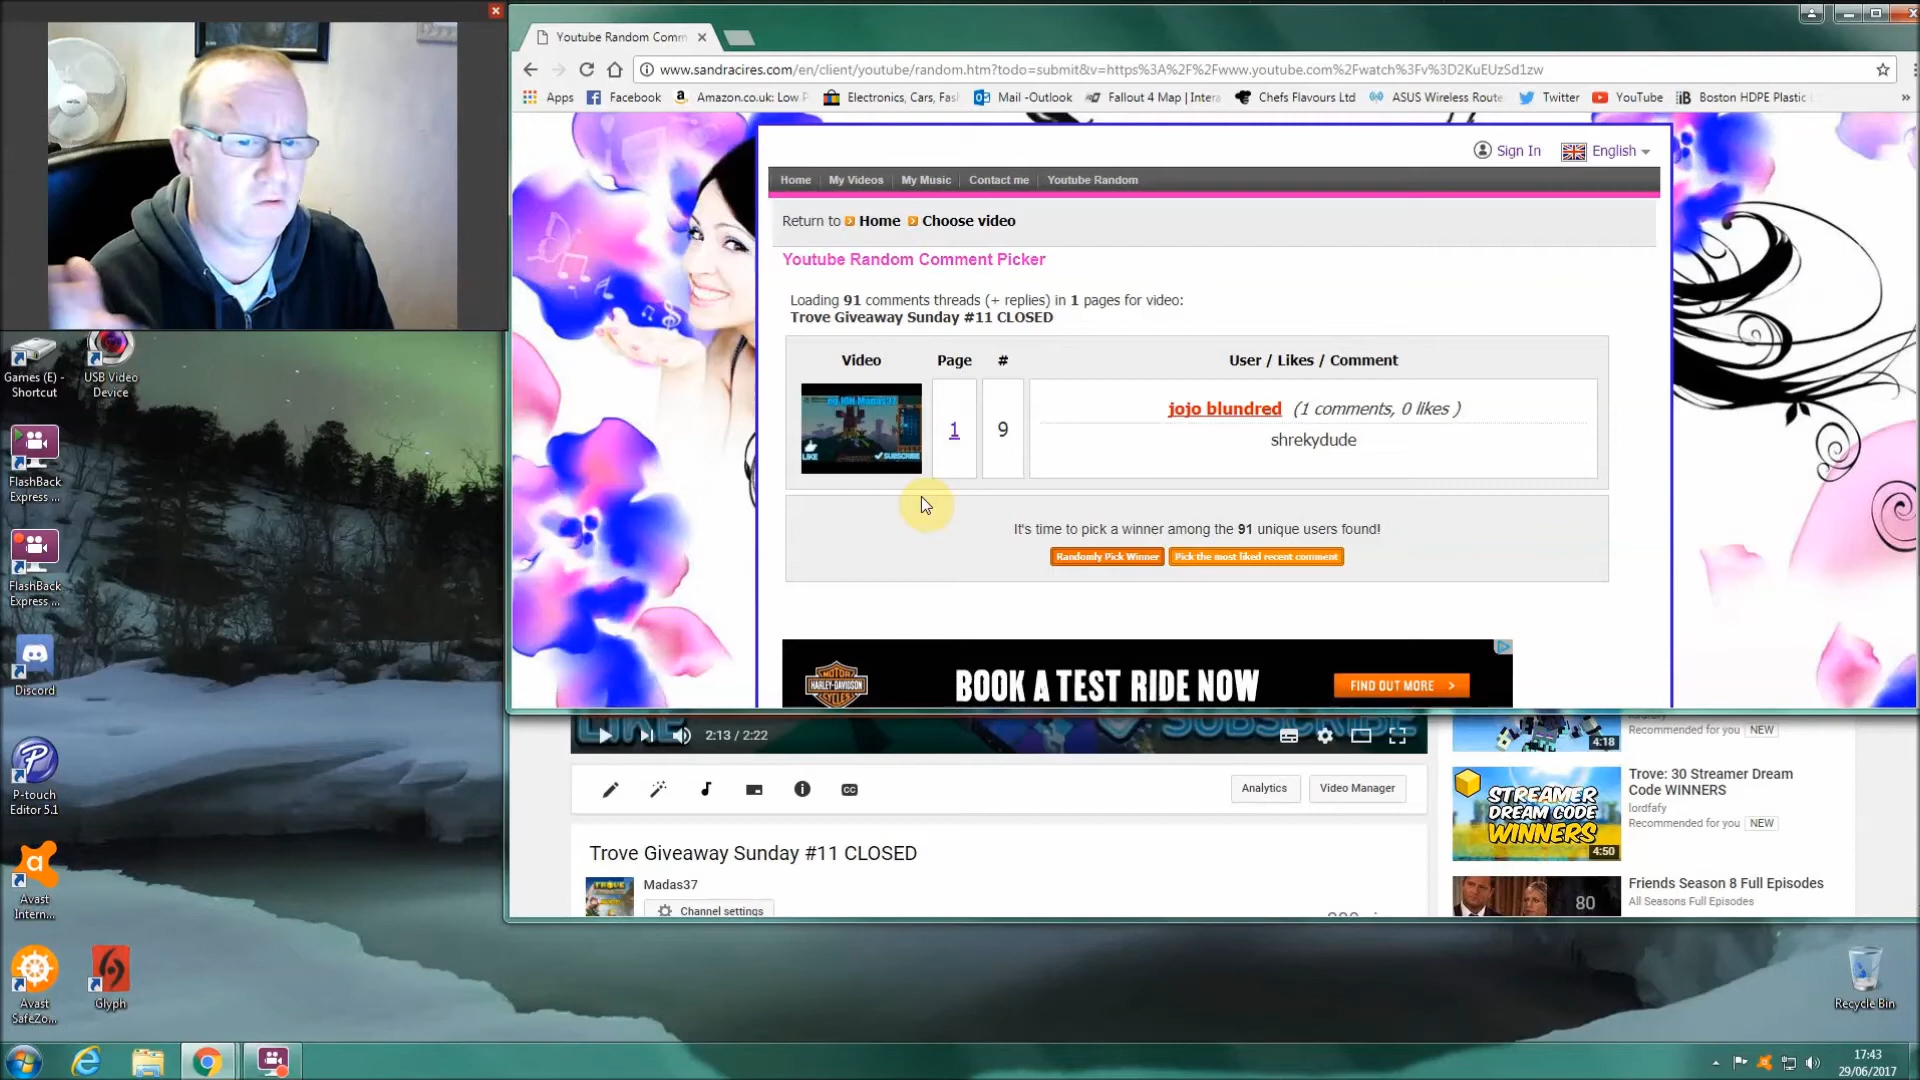 Youtube Random Comm
www.sandracires.com/en/client/youtube/random.htm?todo=submit&v=https%3A%2F%2Fwww.youtube.com%2Fwatch%3Fv%3D2KuEUzSd1zw
Apps
Facebook
Amazon.co.uk: Low P
Electronics, Cars, Fas
Mail -Outlook
Fallout 4 Map | Intera
Chefs Flavours Ltd
ASUS Wireless Route
Twitter
YouTube
Boston HDPE Plastic
Sign In
English
Home
My Videos
My Music
Contact me
Youtube Random
Return to Home Choose video
Youtube Random Comment Picker
Loading 91 comments threads (+ replies) in 1 pages for video:
Trove Giveaway Sunday #11 CLOSED
Video
Page
#
User / Likes / Comment
LIKE
SUBSCRIBE
1
9
jojo blundred (1 comments, 0 likes )
shrekydude
It's time to pick a winner among the 91 unique users found!
Randomly Pick Winner
Pick the most liked recent comment
MOTOR
HARLEY-DAVIDSON
CYCLES
BOOK A TEST RIDE NOW
FIND OUT MORE >
LIKE
SUBSCRIBE
2:13 / 2:22
CC
Analytics
Video Manager
Trove Giveaway Sunday #11 CLOSED
TROVE
Madas37
Channel settings
Recommended for you NEW
4:18
STREAMER
DREAM CODE
WINNERS
4:50
Trove: 30 Streamer Dream
Code WINNERS
lordfafy
Recommended for you NEW
80
Friends Season 8 Full Episodes
All Seasons Full Episodes
Games (E) -
Shortcut
USB Video
Device
FlashBack
Express ...
FlashBack
Express ...
Discord
P-touch
Editor 5.1
Avast
Intern...
Avast
SafeZo...
Glyph
Recycle Bin
17:43
29/06/2017